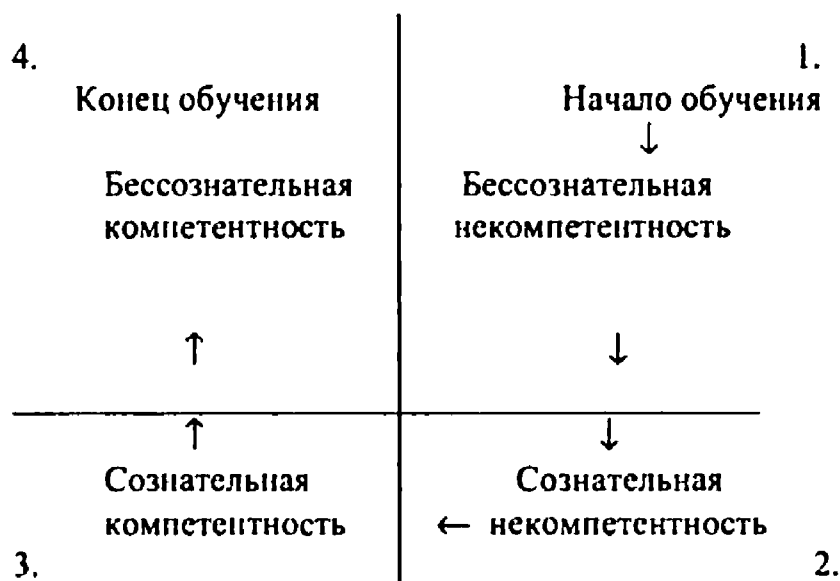 4.
1.
Конец обучения
Начало обучения
↓
Бессознательная
компетентность
Бессознательная
некомпетентность
↑
↓
↑
↓
Сознательная
компетентность
Сознательная
← некомпетентность
3.
2.